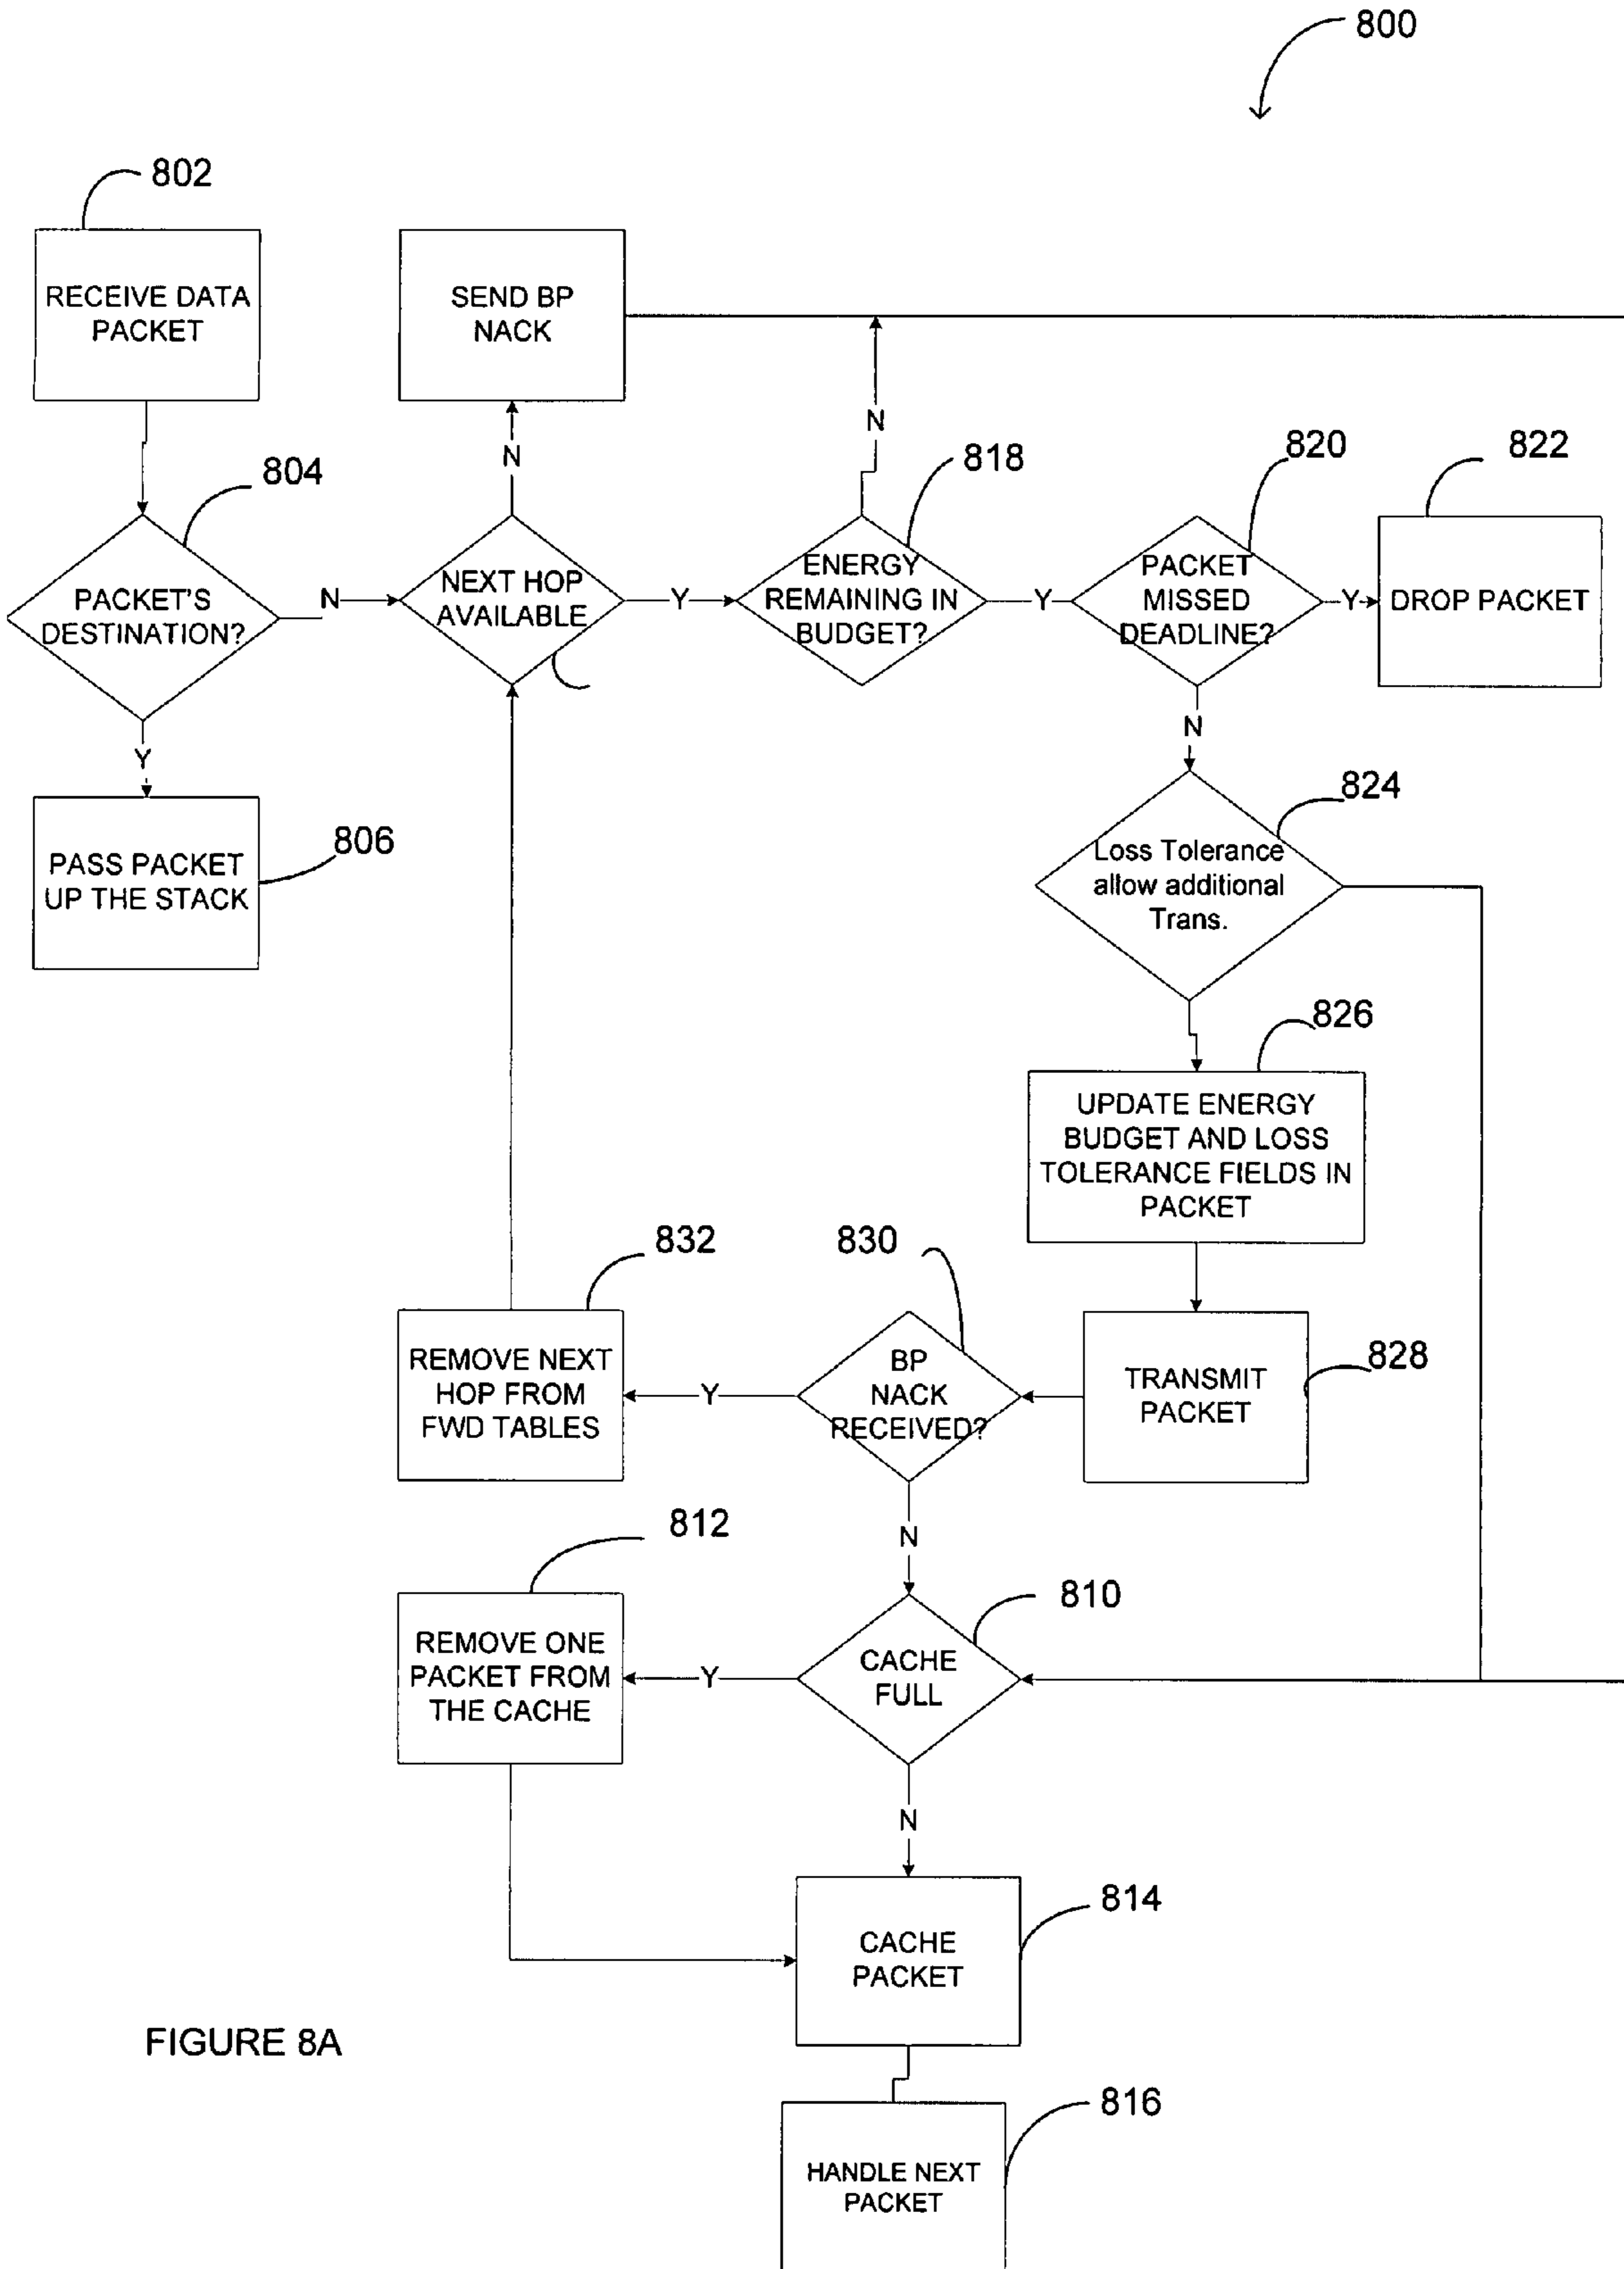 800
802
RECEIVE DATA
PACKET
SEND BP
NACK
N
N
804
818
820
822
PACKET'S
DESTINATION?
N
NEXT HOP
AVAILABLE
Y
ENERGY
REMAINING IN
BUDGET?
Y
PACKET
MISSED
DEADLINE?
Y
DROP PACKET
Y
N
PASS PACKET
UP THE STACK
806
824
Loss Tolerance
allow additional
Trans.
826
UPDATE ENERGY
BUDGET AND LOSS
TOLERANCE FIELDS IN
PACKET
832
830
REMOVE NEXT
HOP FROM
FWD TABLES
Y
BP
NACK
RECEIVED?
TRANSMIT
PACKET
828
N
812
810
REMOVE ONE
PACKET FROM
THE CACHE
Y
CACHE
FULL
N
814
CACHE
PACKET
FIGURE 8A
816
HANDLE NEXT
PACKET